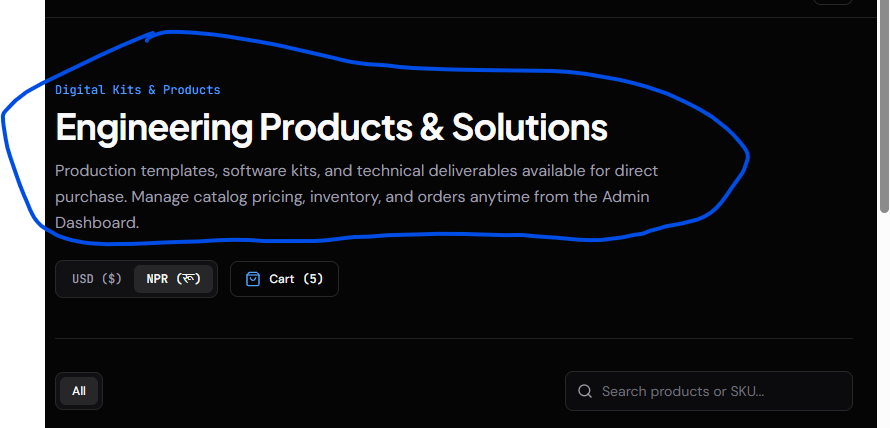 Digital Kits & Products
Engineering Products & Solutions
Production templates, software kits, and technical deliverables available for direct
purchase. Manage catalog pricing, inventory, and orders anytime from the Admin
Dashboard.
USD ($) NPR (रू) Cart (5)
All Search products or SKU...